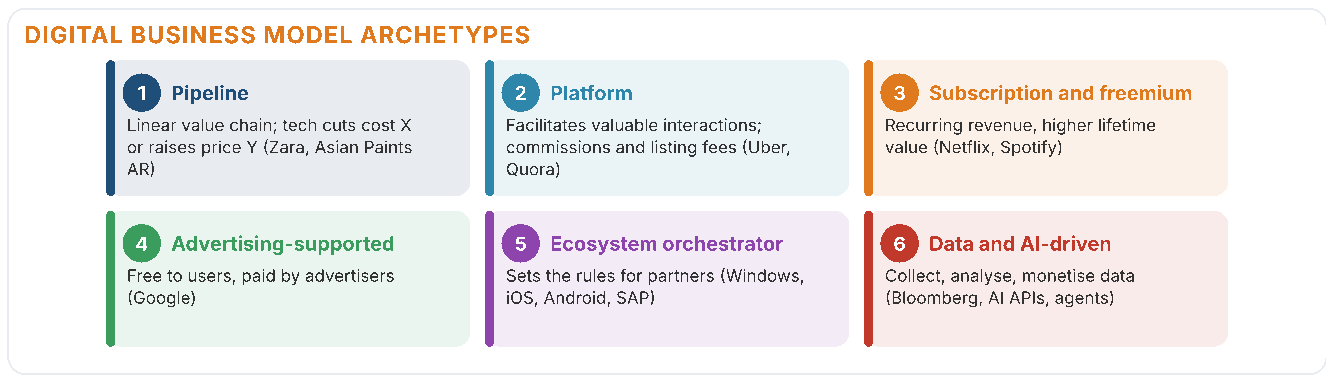 DIGITAL BUSINESS MODEL ARCHETYPES
1 Pipeline
Linear value chain; tech cuts cost X
or raises price Y (Zara, Asian Paints
AR)
2 Platform
Facilitates valuable interactions;
commissions and listing fees (Uber,
Quora)
3 Subscription and freemium
Recurring revenue, higher lifetime
value (Netflix, Spotify)
4 Advertising-supported
Free to users, paid by advertisers
(Google)
5 Ecosystem orchestrator
Sets the rules for partners (Windows,
iOS, Android, SAP)
6 Data and AI-driven
Collect, analyse, monetise data
(Bloomberg, AI APIs, agents)